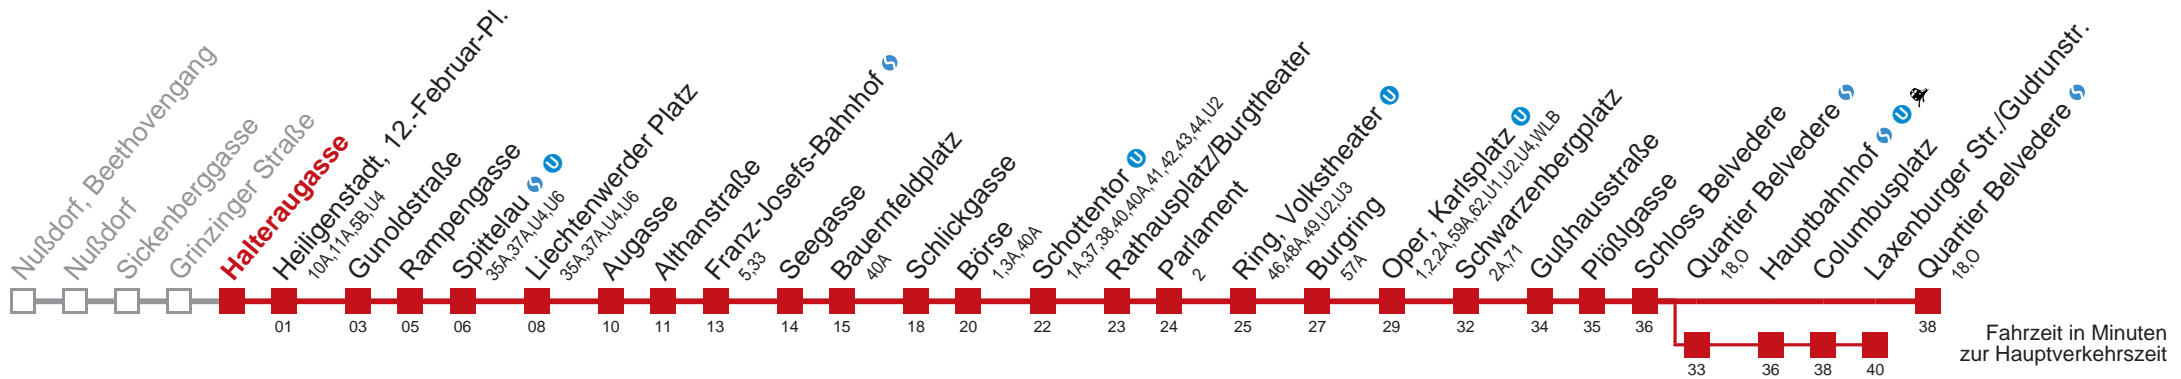 Nußdorf, Beethovengang
Nußdorf
Sickenberggasse
Grinzinger Straße
Halteraugasse
Heiligenstadt, 12.-Februar-Pl.
10A,11A,5B,U4
Gunoldstraße
Rampengasse
Spittelau S U
35A,37A,U4,U6
Liechtenwerder Platz
35A,37A,U4,U6
Augasse
Althanstraße
Franz-Josefs-Bahnhof S
5,33
Seegasse
Bauernfeldplatz
40A
Schlickgasse
Börse
1,3A,40A
Schottentor U
1A,37,38,40,40A,41,42,43,44,U2
Rathausplatz/Burgtheater
Parlament
2
Ring, Volkstheater U
46,48A,49,U2,U3
Burgring
57A
Oper, Karlsplatz U
1,2,2A,59A,62,U1,U2,U4,WLB
Schwarzenbergplatz
2A,71
Gußhausstraße
Plößlgasse
Schloss Belvedere
Quartier Belvedere S
18,O
Hauptbahnhof S U
Columbusplatz
Laxenburger Str./Gudrunstr.
Quartier Belvedere S
18,O
01 03 05 06 08 10 11 13 14 15 18 20 22 23 24 25 27 29 32 34 35 36 38
33 36 38 40
Fahrzeit in Minuten
zur Hauptverkehrszeit